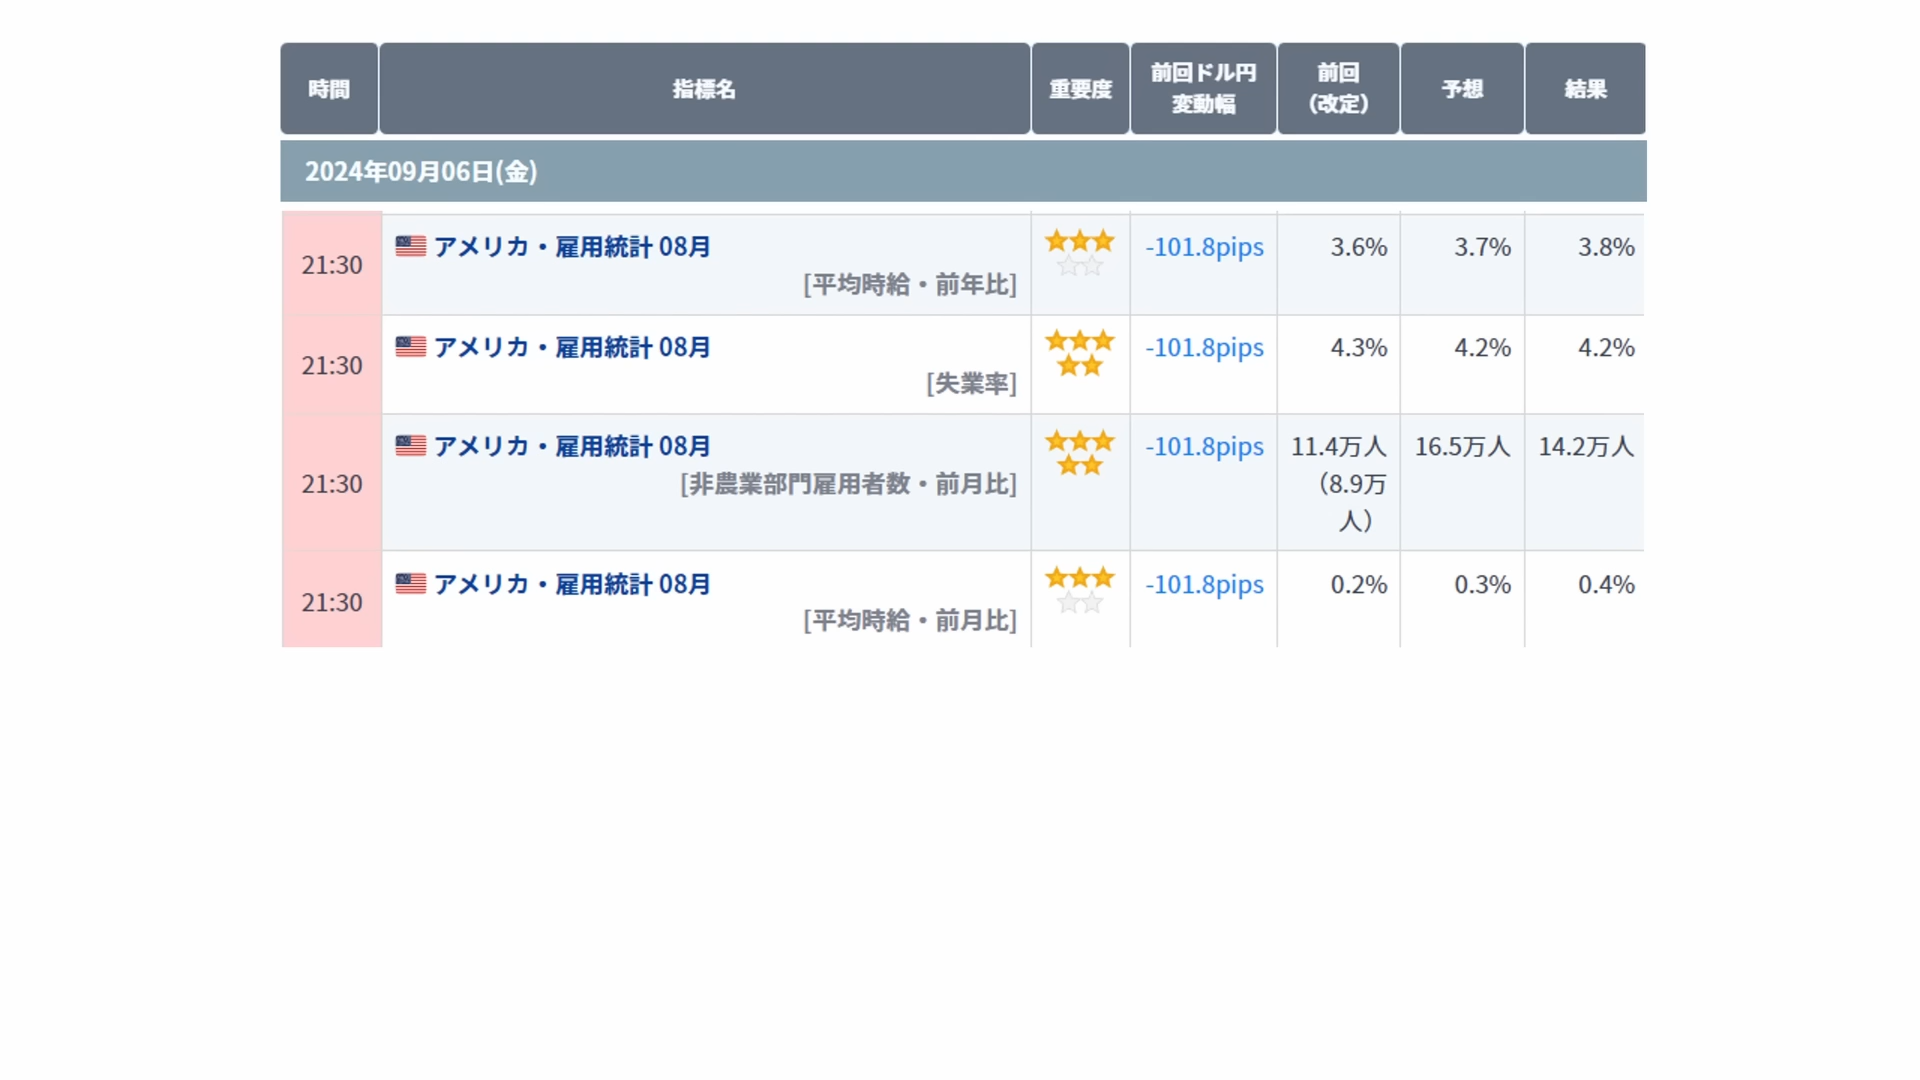 時間 指標名 重要度 前回ドル円 前回 予想 結果
変動幅 （改定）
2024年09月06日(金)
21:30 アメリカ・雇用統計 08月 -101.8pips 3.6% 3.7% 3.8%
[平均時給・前年比]
21:30 アメリカ・雇用統計 08月 -101.8pips 4.3% 4.2% 4.2%
[失業率]
21:30 アメリカ・雇用統計 08月 -101.8pips 11.4万人 16.5万人 14.2万人
[非農業部門雇用者数・前月比] （8.9万
人）
21:30 アメリカ・雇用統計 08月 -101.8pips 0.2% 0.3% 0.4%
[平均時給・前月比]